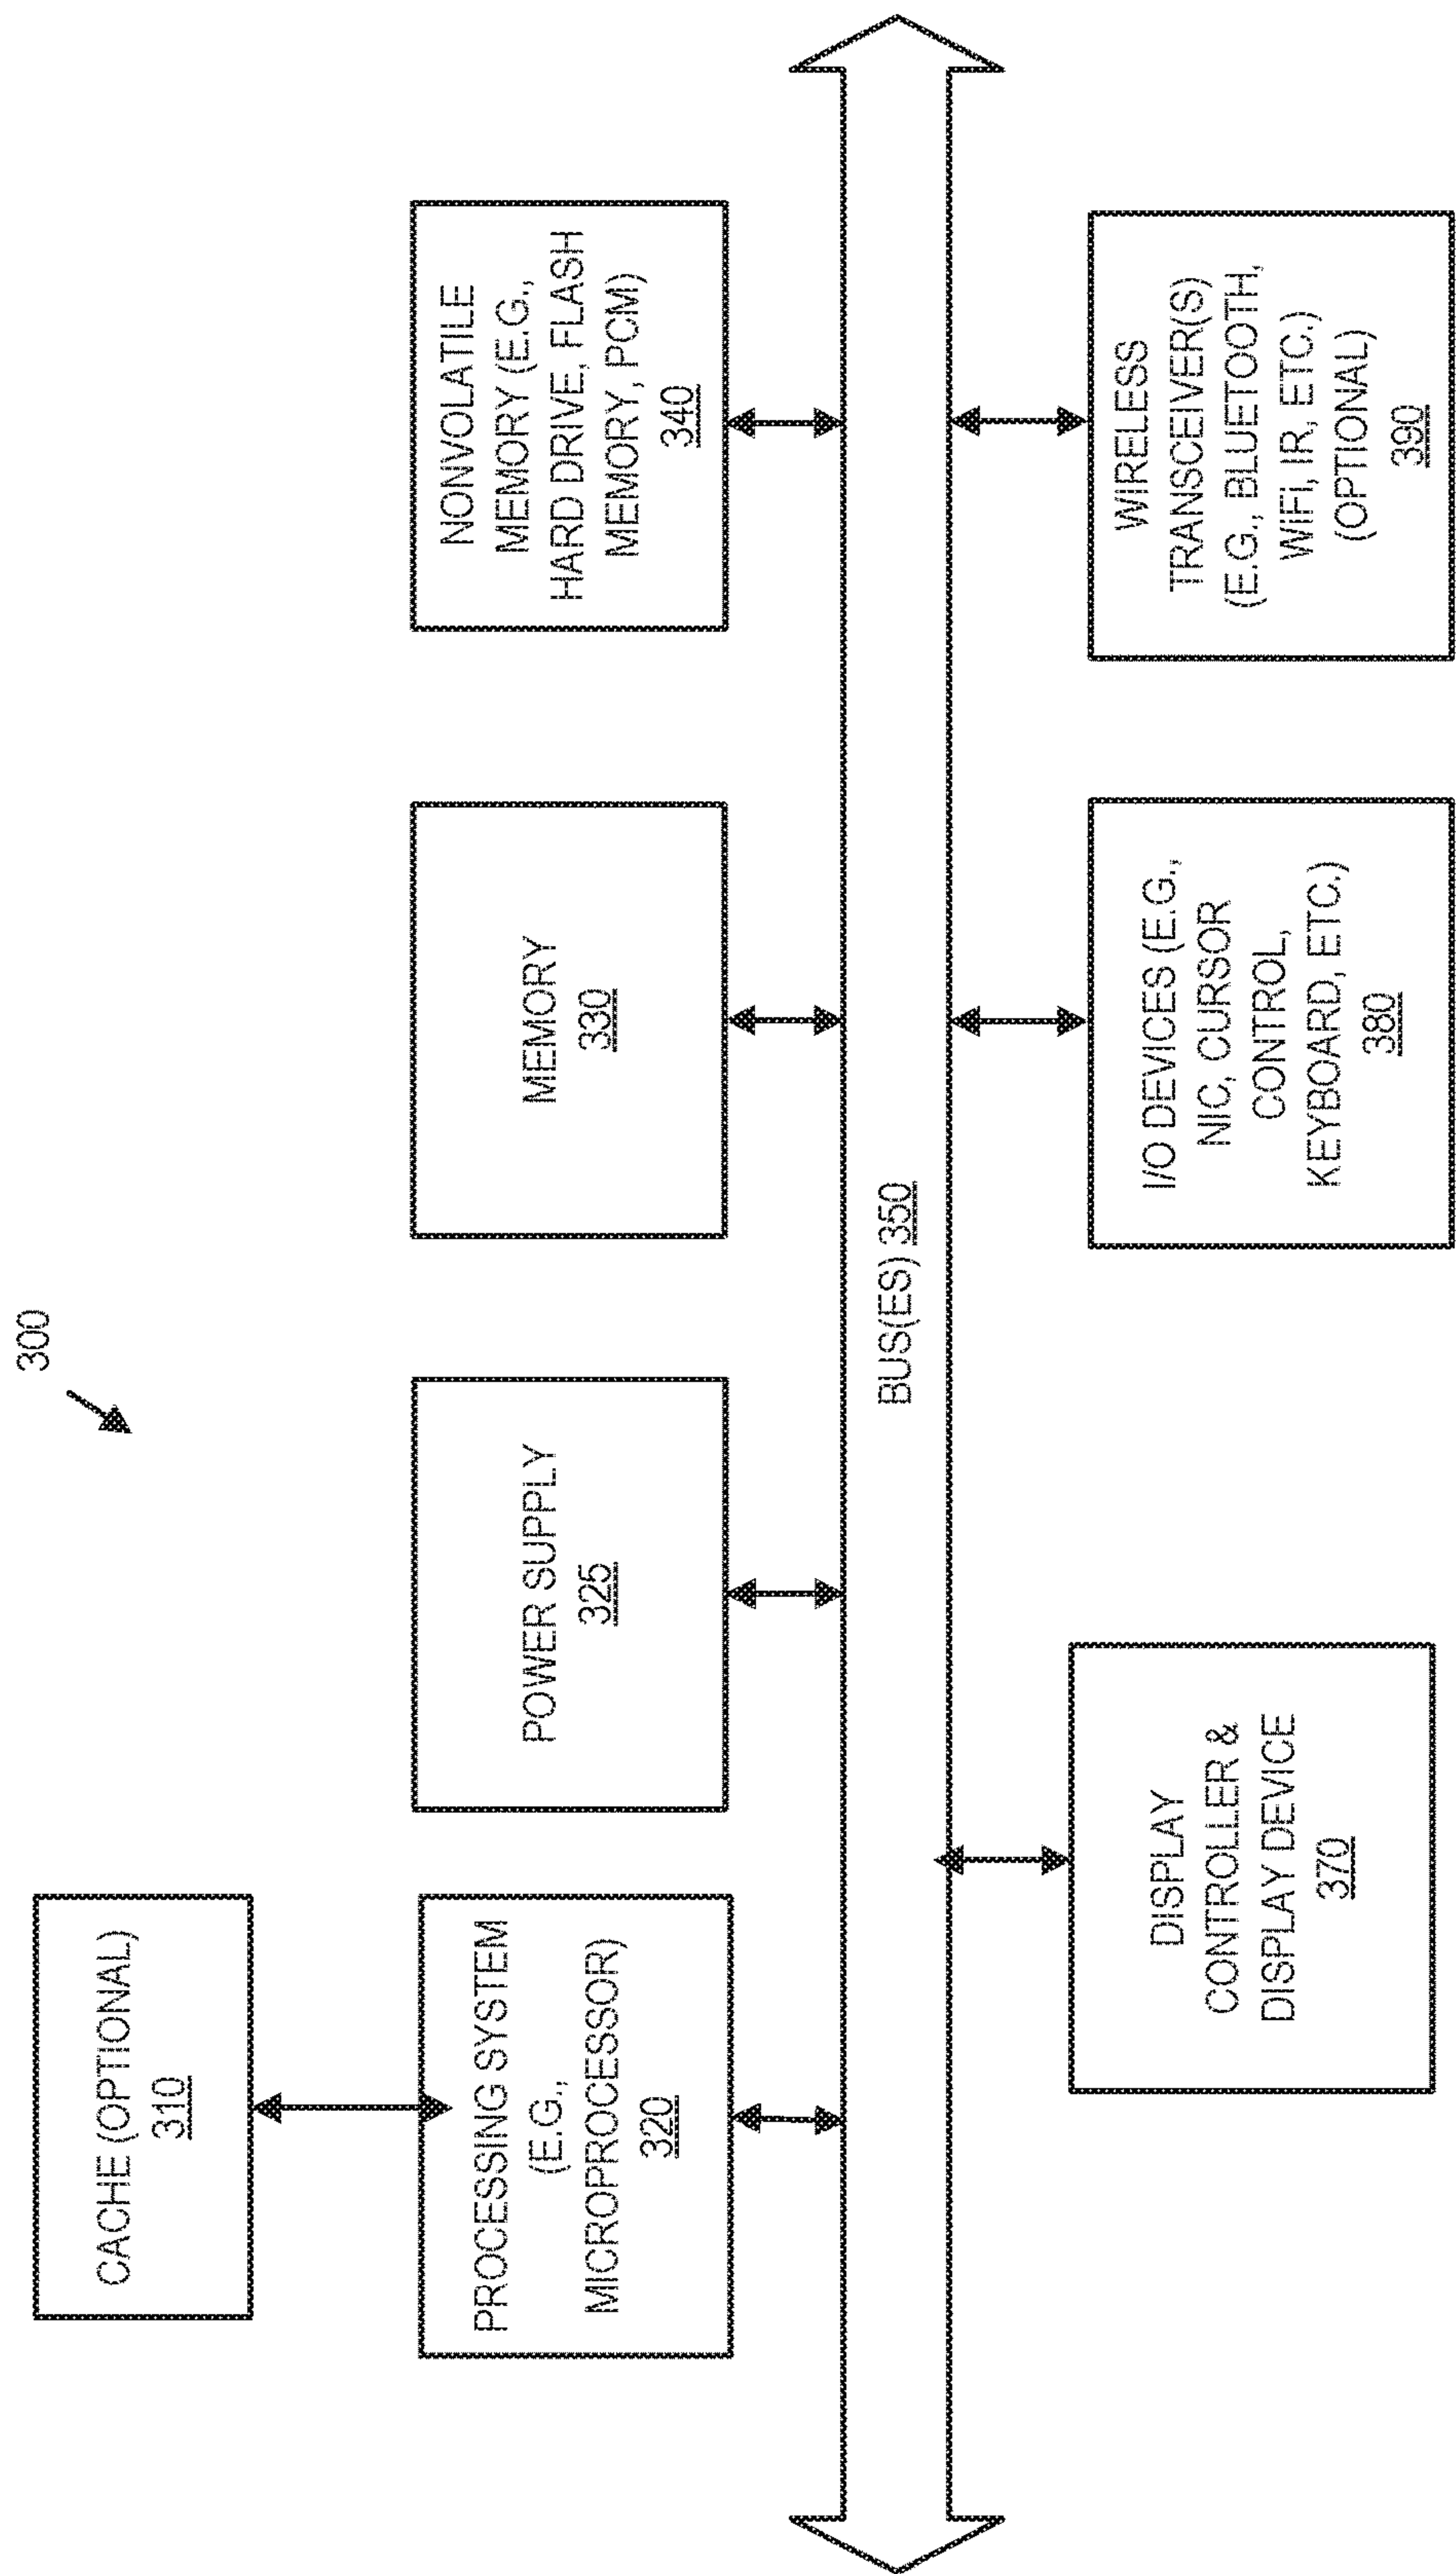 300
CACHE (OPTIONAL)
310
PROCESSING SYSTEM
(E.G.,
MICROPROCESSOR)
320
POWER SUPPLY
325
MEMORY
330
NONVOLATILE
MEMORY (E.G.,
HARD DRIVE, FLASH
MEMORY, PCM)
340
BUS(ES) 350
DISPLAY
CONTROLLER &
DISPLAY DEVICE
370
I/O DEVICES (E.G.,
NIC, CURSOR
CONTROL,
KEYBOARD, ETC.)
380
WIRELESS
TRANSCEIVER(S)
(E.G., BLUETOOTH,
WiFi, IR, ETC.)
(OPTIONAL)
390